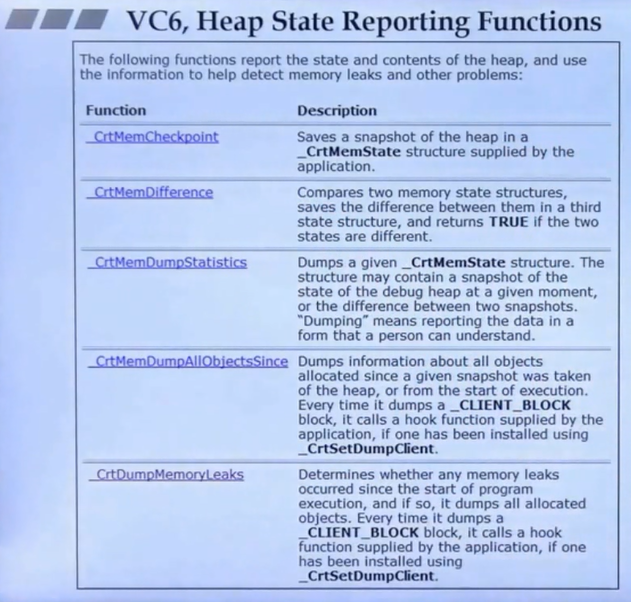 VC6, Heap State Reporting Functions
The following functions report the state and contents of the heap, and use
the information to help detect memory leaks and other problems:
Function Description
_CrtMemCheckpoint Saves a snapshot of the heap in a
_CrtMemState structure supplied by the
application.
_CrtMemDifference Compares two memory state structures,
saves the difference between them in a third
state structure, and returns TRUE if the two
states are different.
_CrtMemDumpStatistics Dumps a given _CrtMemState structure. The
structure may contain a snapshot of the
state of the debug heap at a given moment,
or the difference between two snapshots.
"Dumping" means reporting the data in a
form that a person can understand.
_CrtMemDumpAllObjectsSince Dumps information about all objects
allocated since a given snapshot was taken
of the heap, or from the start of execution.
Every time it dumps a _CLIENT_BLOCK
block, it calls a hook function supplied by the
application, if one has been installed using
_CrtSetDumpClient.
_CrtDumpMemoryLeaks Determines whether any memory leaks
occurred since the start of program
execution, and if so, it dumps all allocated
objects. Every time it dumps a
_CLIENT_BLOCK block, it calls a hook
function supplied by the application, if one
has been installed using
_CrtSetDumpClient.